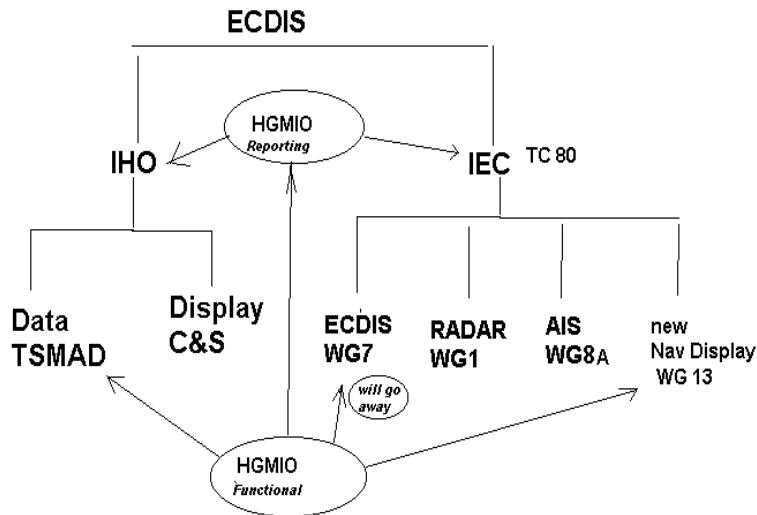 ECDIS
HGMIO
Reporting
IHO
IEC TC 80
Data
TSMAD
Display
C&S
ECDIS
WG7
RADAR
WG1
AIS
WG8A
new
Nav Display
WG 13
will go
away
HGMIO
Functional